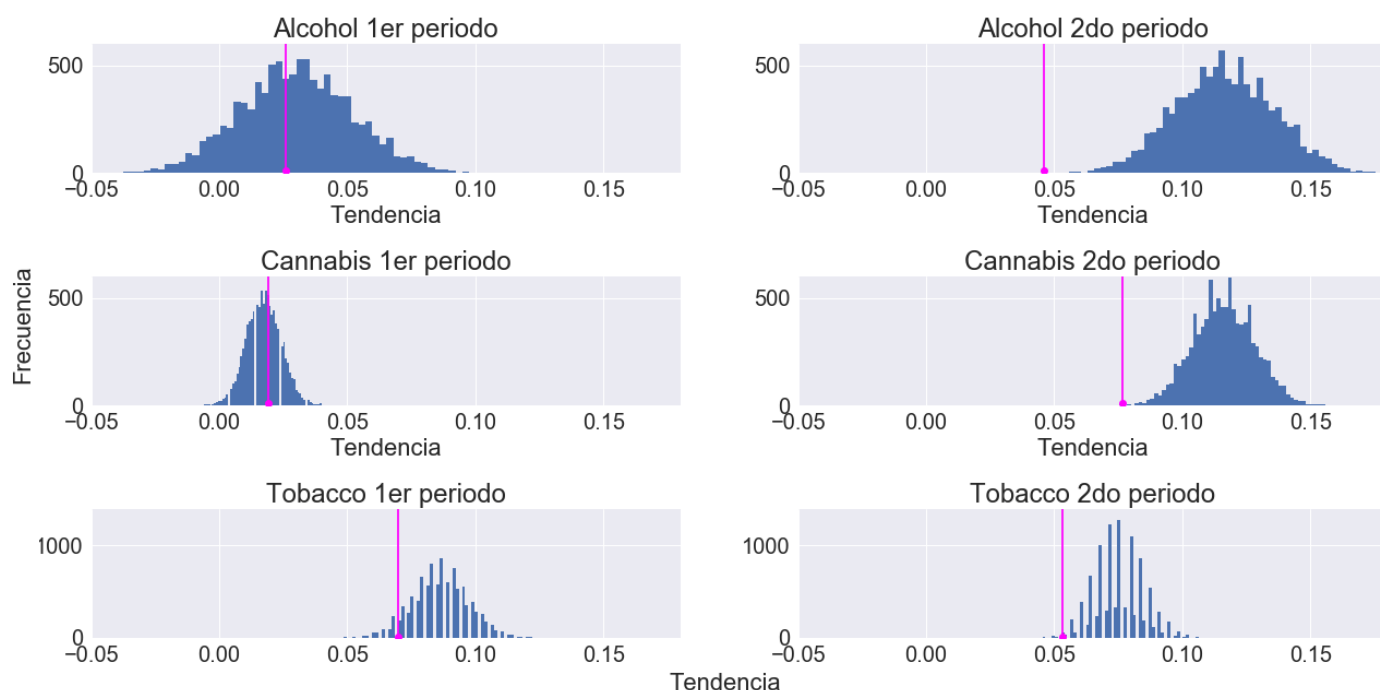 Alcohol 1er periodo
500
0
−0.05 0.00 0.05 0.10 0.15
Tendencia
Alcohol 2do periodo
500
0
−0.05 0.00 0.05 0.10 0.15
Tendencia
Frecuencia
Cannabis 1er periodo
500
0
−0.05 0.00 0.05 0.10 0.15
Tendencia
Cannabis 2do periodo
500
0
−0.05 0.00 0.05 0.10 0.15
Tendencia
Tobacco 1er periodo
1000
0
−0.05 0.00 0.05 0.10 0.15
Tobacco 2do periodo
1000
0
−0.05 0.00 0.05 0.10 0.15
Tendencia